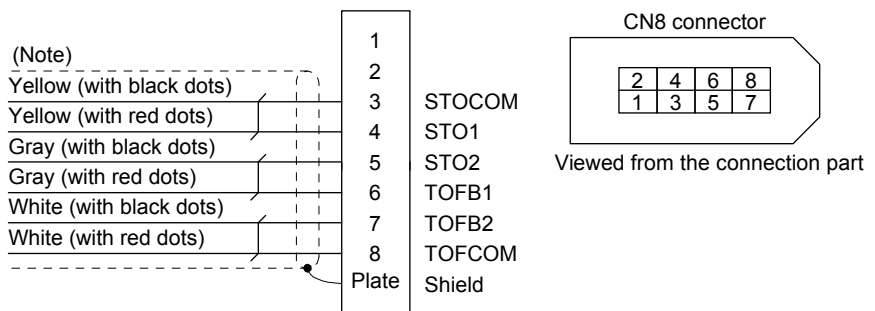 (Note)
Yellow (with black dots)
Yellow (with red dots)
Gray (with black dots)
Gray (with red dots)
White (with black dots)
White (with red dots)
1
2
3 STOCOM
4 STO1
5 STO2
6 TOFB1
7 TOFB2
8 TOFCOM
Plate Shield
CN8 connector
2 4 6 8
1 3 5 7
Viewed from the connection part